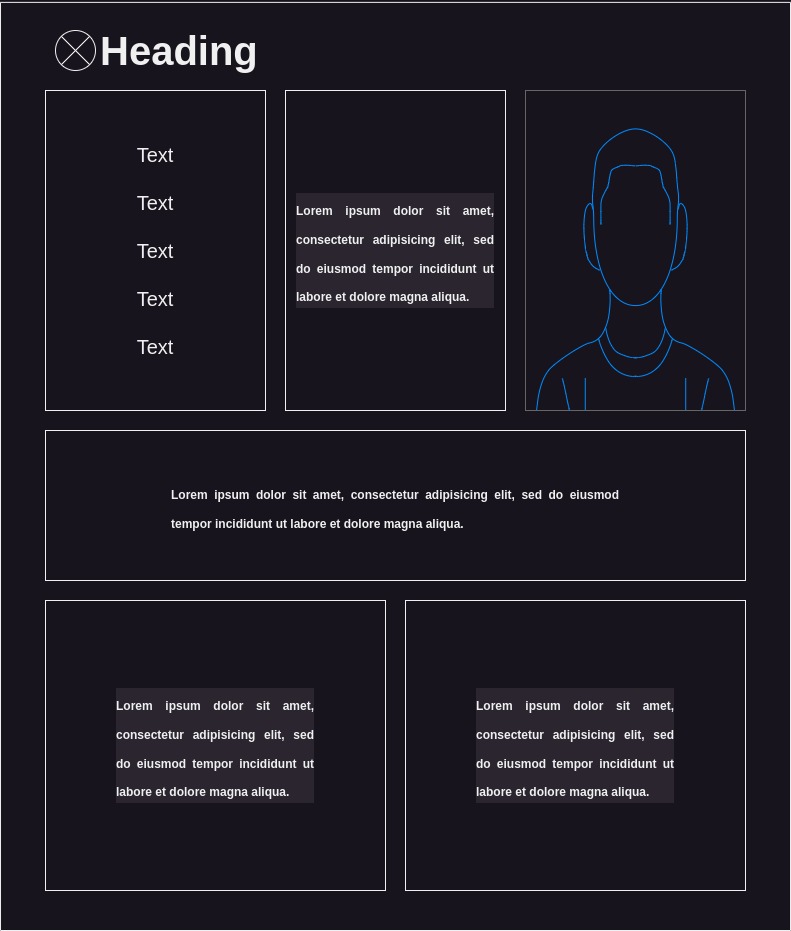 Heading
Text
Text
Text
Text
Text
Lorem ipsum dolor sit amet,
consectetur adipisicing elit, sed
do eiusmod tempor incididunt ut
labore et dolore magna aliqua.
Lorem ipsum dolor sit amet, consectetur adipisicing elit, sed do eiusmod
tempor incididunt ut labore et dolore magna aliqua.
Lorem ipsum dolor sit amet,
consectetur adipisicing elit, sed
do eiusmod tempor incididunt ut
labore et dolore magna aliqua.
Lorem ipsum dolor sit amet,
consectetur adipisicing elit, sed
do eiusmod tempor incididunt ut
labore et dolore magna aliqua.